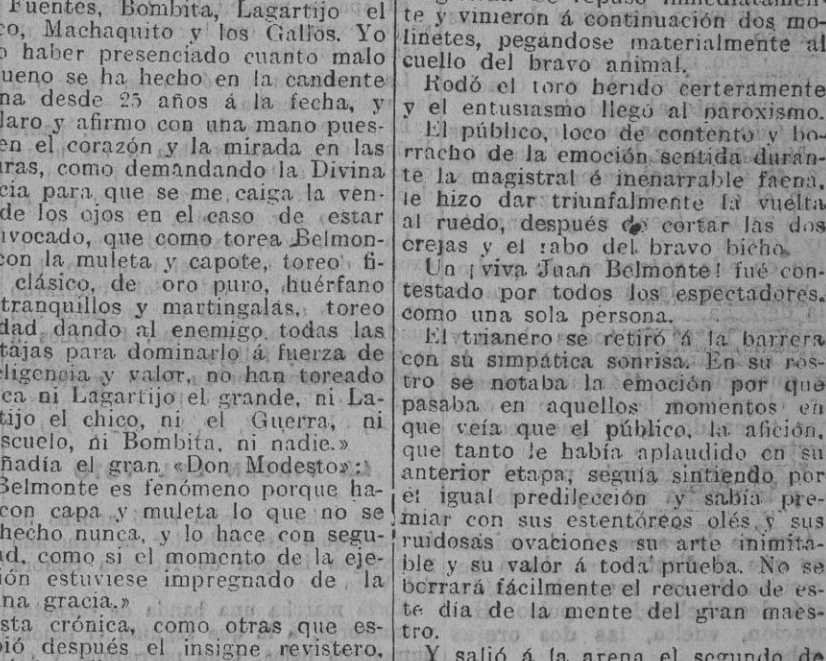 Fuentes, Bombita, Lagartijo el
co, Machaquito y los Gallos. Yo
o haber presenciado cuanto malo
ueno se ha hecho en la candente
na desde 25 años á la fecha, y
laro y afirmo con una mano pues-
en el corazón y la mirada en las
uras, como demandando la Divina
cia para que se me caiga la ven-
de los ojos en el caso de estar
ivocado, que como torea Belmon-
con la muleta y capote, toreo fi-
clásico, de oro puro, huérfano
tranquillos y martingalas, toreo
dad dando al enemigo todas las
tajas para dominarlo á fuerza de
eligencia y valor, no han toreado
ca ni Lagartijo el grande, ni La-
tijo el chico, ni el Guerra, ni
scuelo, ni Bombita, ni nadie.»
ñadía el gran «Don Modesto»:
Belmonte es fenómeno porque ha-
con capa y muleta lo que no se
hecho nunca, y lo hace con segu-
ad, como si el momento de la eje-
ión estuviese impregnado de la
na gracia.»
sta crónica, como otras que es-
bió después el insigne revistero,
te y vinieron á continuación dos mo-
linetes, pegándose materialmente al
cuello del bravo animal.
Rodó el toro herido certeramente
y el entusiasmo llegó al paroxismo.
El público, loco de contento y bo-
rracho de la emoción sentida duran-
te la magistral é inenarrable faena,
le hizo dar triunfalmente la vuelta
al ruedo, después de cortar las dos
orejas y el rabo del bravo bicho.
Un ¡viva Juan Belmonte! fué con-
testado por todos los espectadores,
como una sola persona.
El trianero se retiró á la barrera
con su simpática sonrisa. En su ros-
tro se notaba la emoción por que
pasaba en aquellos momentos en
que veía que el público, la afición,
que tanto le había aplaudido en su
anterior etapa, seguía sintiendo por
él igual predilección y sabía pre-
miar con sus estentóreos olés y sus
ruidosas ovaciones su arte inimita-
ble y su valor á toda prueba. No se
borrará fácilmente el recuerdo de es-
te día de la mente del gran maes-
tro.
Y salió á la arena el segundo de